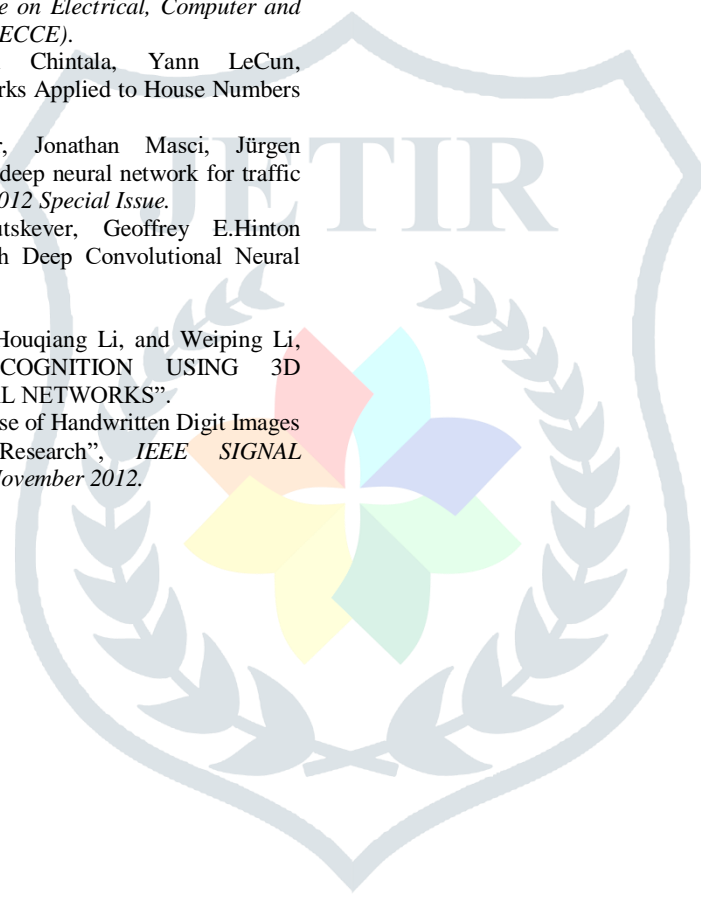 e on Electrical, Computer and
ECCE).
Chintala, Yann LeCun,
rks Applied to House Numbers
r, Jonathan Masci, Jürgen
deep neural network for traffic
012 Special Issue.
utskever, Geoffrey E.Hinton
h Deep Convolutional Neural
Houqiang Li, and Weiping Li,
COGNITION USING 3D
L NETWORKS”.
se of Handwritten Digit Images
Research”, IEEE SIGNAL
November 2012.
JETIR